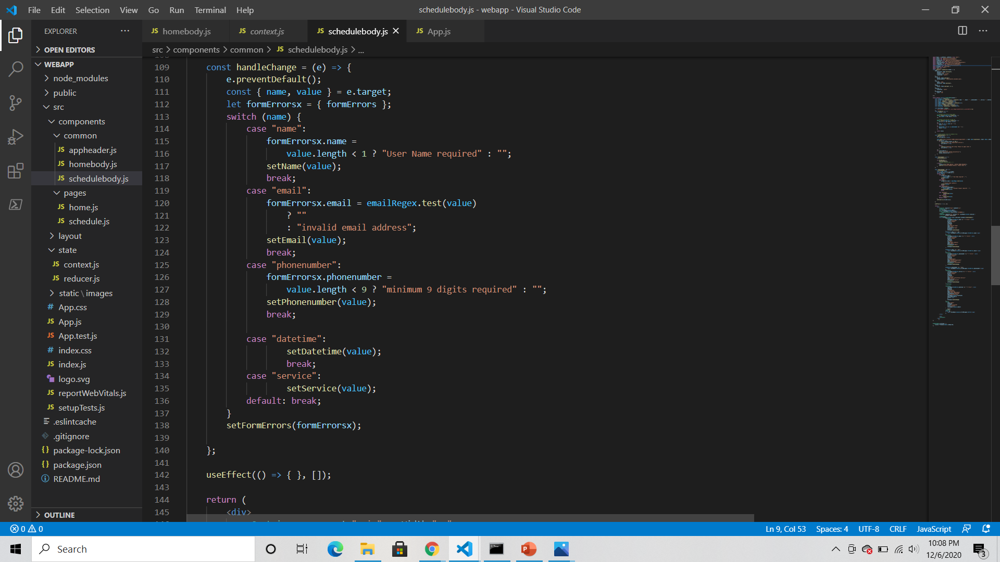 File Edit Selection View Go Run Terminal Help
schedulebody.js - webapp - Visual Studio Code
EXPLORER
JS homebody.js
JS context.js
JS schedulebody.js
JS App.js
OPEN EDITORS
src > components > common > JS schedulebody.js > ...
WEBAPP
node_modules
public
src
components
common
JS appheader.js
JS homebody.js
JS schedulebody.js
pages
JS home.js
JS schedule.js
layout
state
JS context.js
JS reducer.js
static \ images
# App.css
JS App.js
JS App.test.js
# index.css
JS index.js
logo.svg
JS reportWebVitals.js
JS setupTests.js
.eslintcache
.gitignore
{} package-lock.json
{} package.json
README.md
OUTLINE
109 const handleChange = (e) => {
110 e.preventDefault();
111 const { name, value } = e.target;
112 let formErrorsx = { formErrors };
113 switch (name) {
114 case "name":
115 formErrorsx.name =
116 value.length < 1 ? "User Name required" : "";
117 setName(value);
118 break;
119 case "email":
120 formErrorsx.email = emailRegex.test(value)
121 ? ""
122 : "invalid email address";
123 setEmail(value);
124 break;
125 case "phonenumber":
126 formErrorsx.phonenumber =
127 value.length < 9 ? "minimum 9 digits required" : "";
128 setPhonenumber(value);
129 break;
130
131 case "datetime":
132 setDatetime(value);
133 break;
134 case "service":
135 setService(value);
136 default: break;
137 }
138 setFormErrors(formErrorsx);
139
140 };
141
142 useEffect(() => { }, []);
143
144 return (
145 <div>
0 0
Ln 9, Col 53 Spaces: 4 UTF-8 CRLF JavaScript
Search
10:08 PM
12/6/2020
3